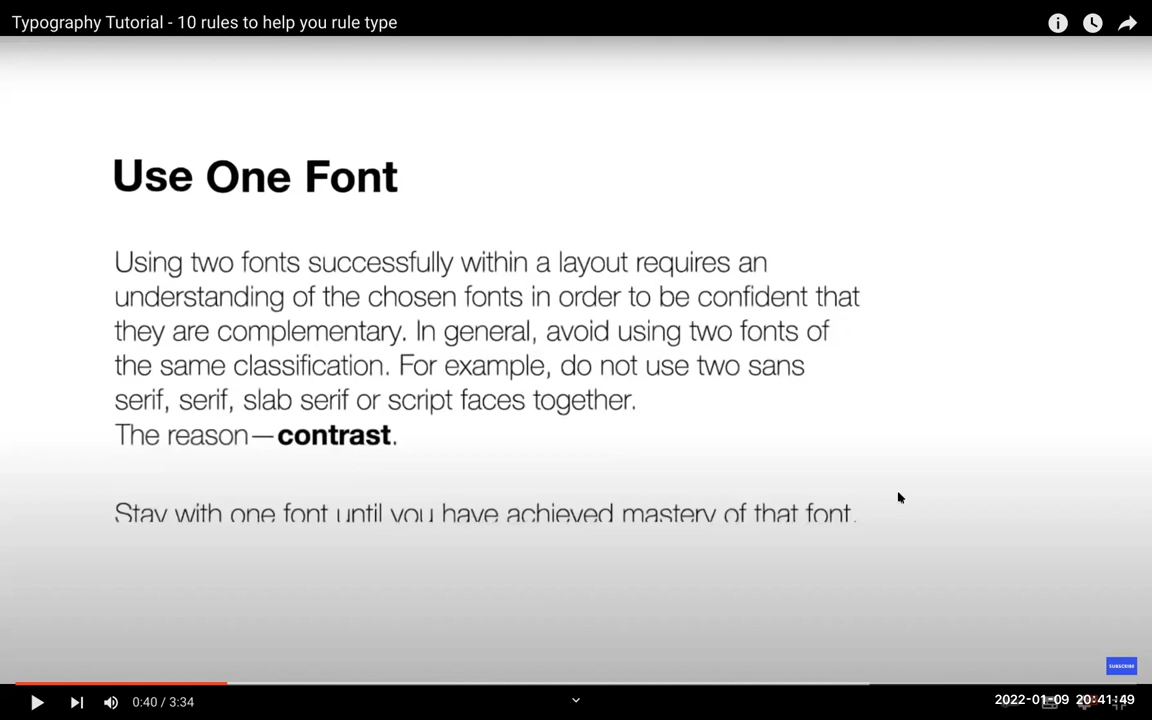 Typography Tutorial - 10 rules to help you rule type
Use One Font
Using two fonts successfully within a layout requires an
understanding of the chosen fonts in order to be confident that
they are complementary. In general, avoid using two fonts of
the same classification. For example, do not use two sans
serif, serif, slab serif or script faces together.
The reason—contrast.
Stay with one font until you have achieved mastery of that font.
SUBSCRIBE
0:40 / 3:34
2022-01-09 20:41:49